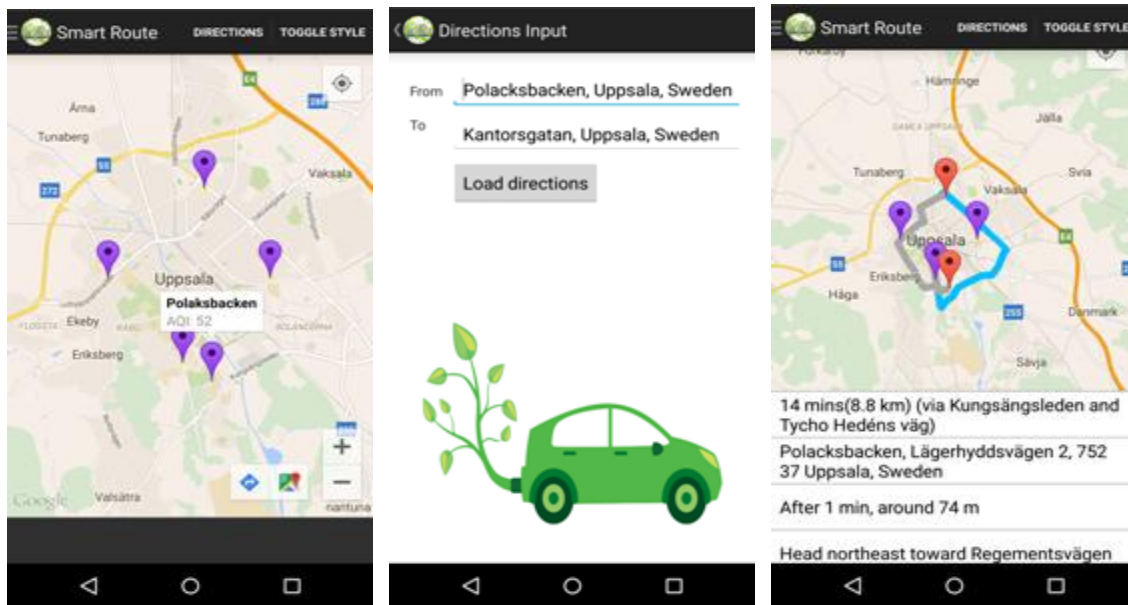 Smart Route DIRECTIONS TOGGLE STYLE
E4
288
Ärna
Tunaberg
55
272
Vaksala
Uppsala
Polaksbacken
AQI: 52
Ekeby
Eriksberg
Valsätra
Google
nantuna
Directions Input
From Polacksbacken, Uppsala, Sweden
To Kantorsgatan, Uppsala, Sweden
Load directions
Smart Route DIRECTIONS TOGGLE STYLE
Hämringe
GAMLA UPPSALA
Jälla
Tunaberg
Vaksala
Svia
Uppsala
E4
55
Eriksberg
Håga
255
Danmark
Sävja
14 mins(8.8 km) (via Kungsängsleden and
Tycho Hedéns väg)
Polacksbacken, Lägerhyddsvägen 2, 752
37 Uppsala, Sweden
After 1 min, around 74 m
Head northeast toward Regementsvägen